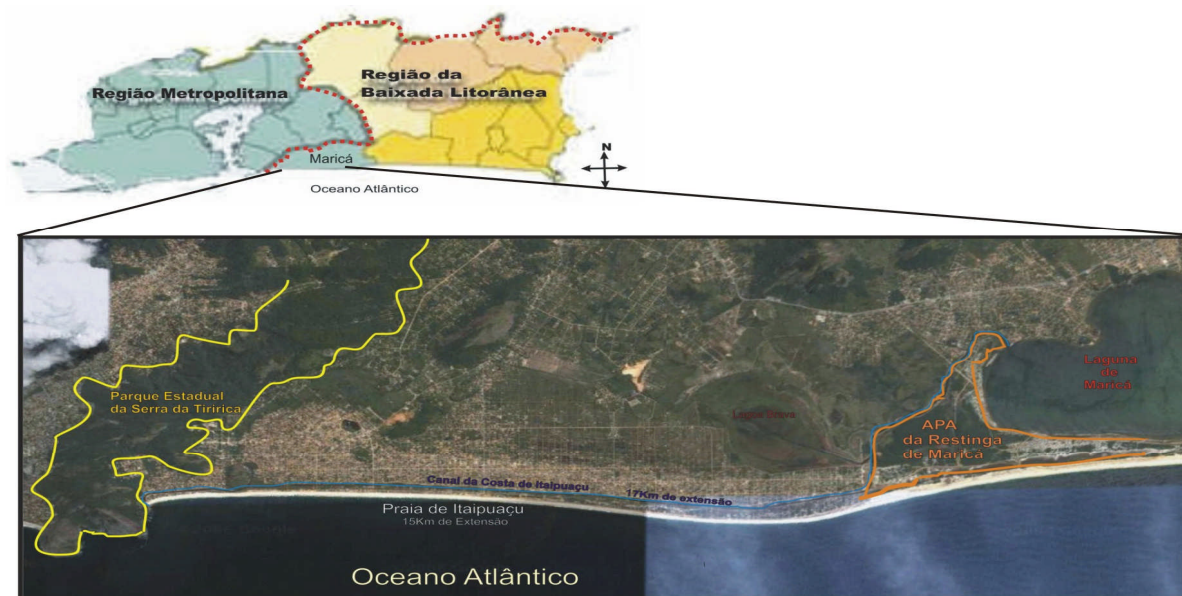 Região Metropolitana
Região da
Baixada Litorânea
Maricá
N
Oceano Atlântico
Parque Estadual
da Serra da Tiririca
Laguna
de
Maricá
Lagoa Brava
APA
da Restinga
de Maricá
Canal da Costa de Itaipuaçu
17Km de extensão
Praia de Itaipuaçu
15Km de Extensão
Oceano Atlântico